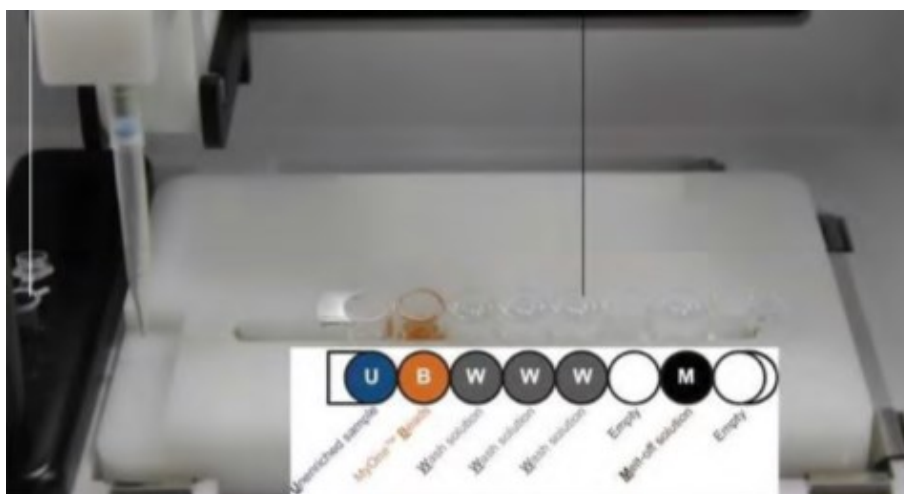 U B W W W M
Unenriched sample
MyOne™ Beads
Wash solution
Wash solution
Wash solution
Empty
Melt-off solution
Empty